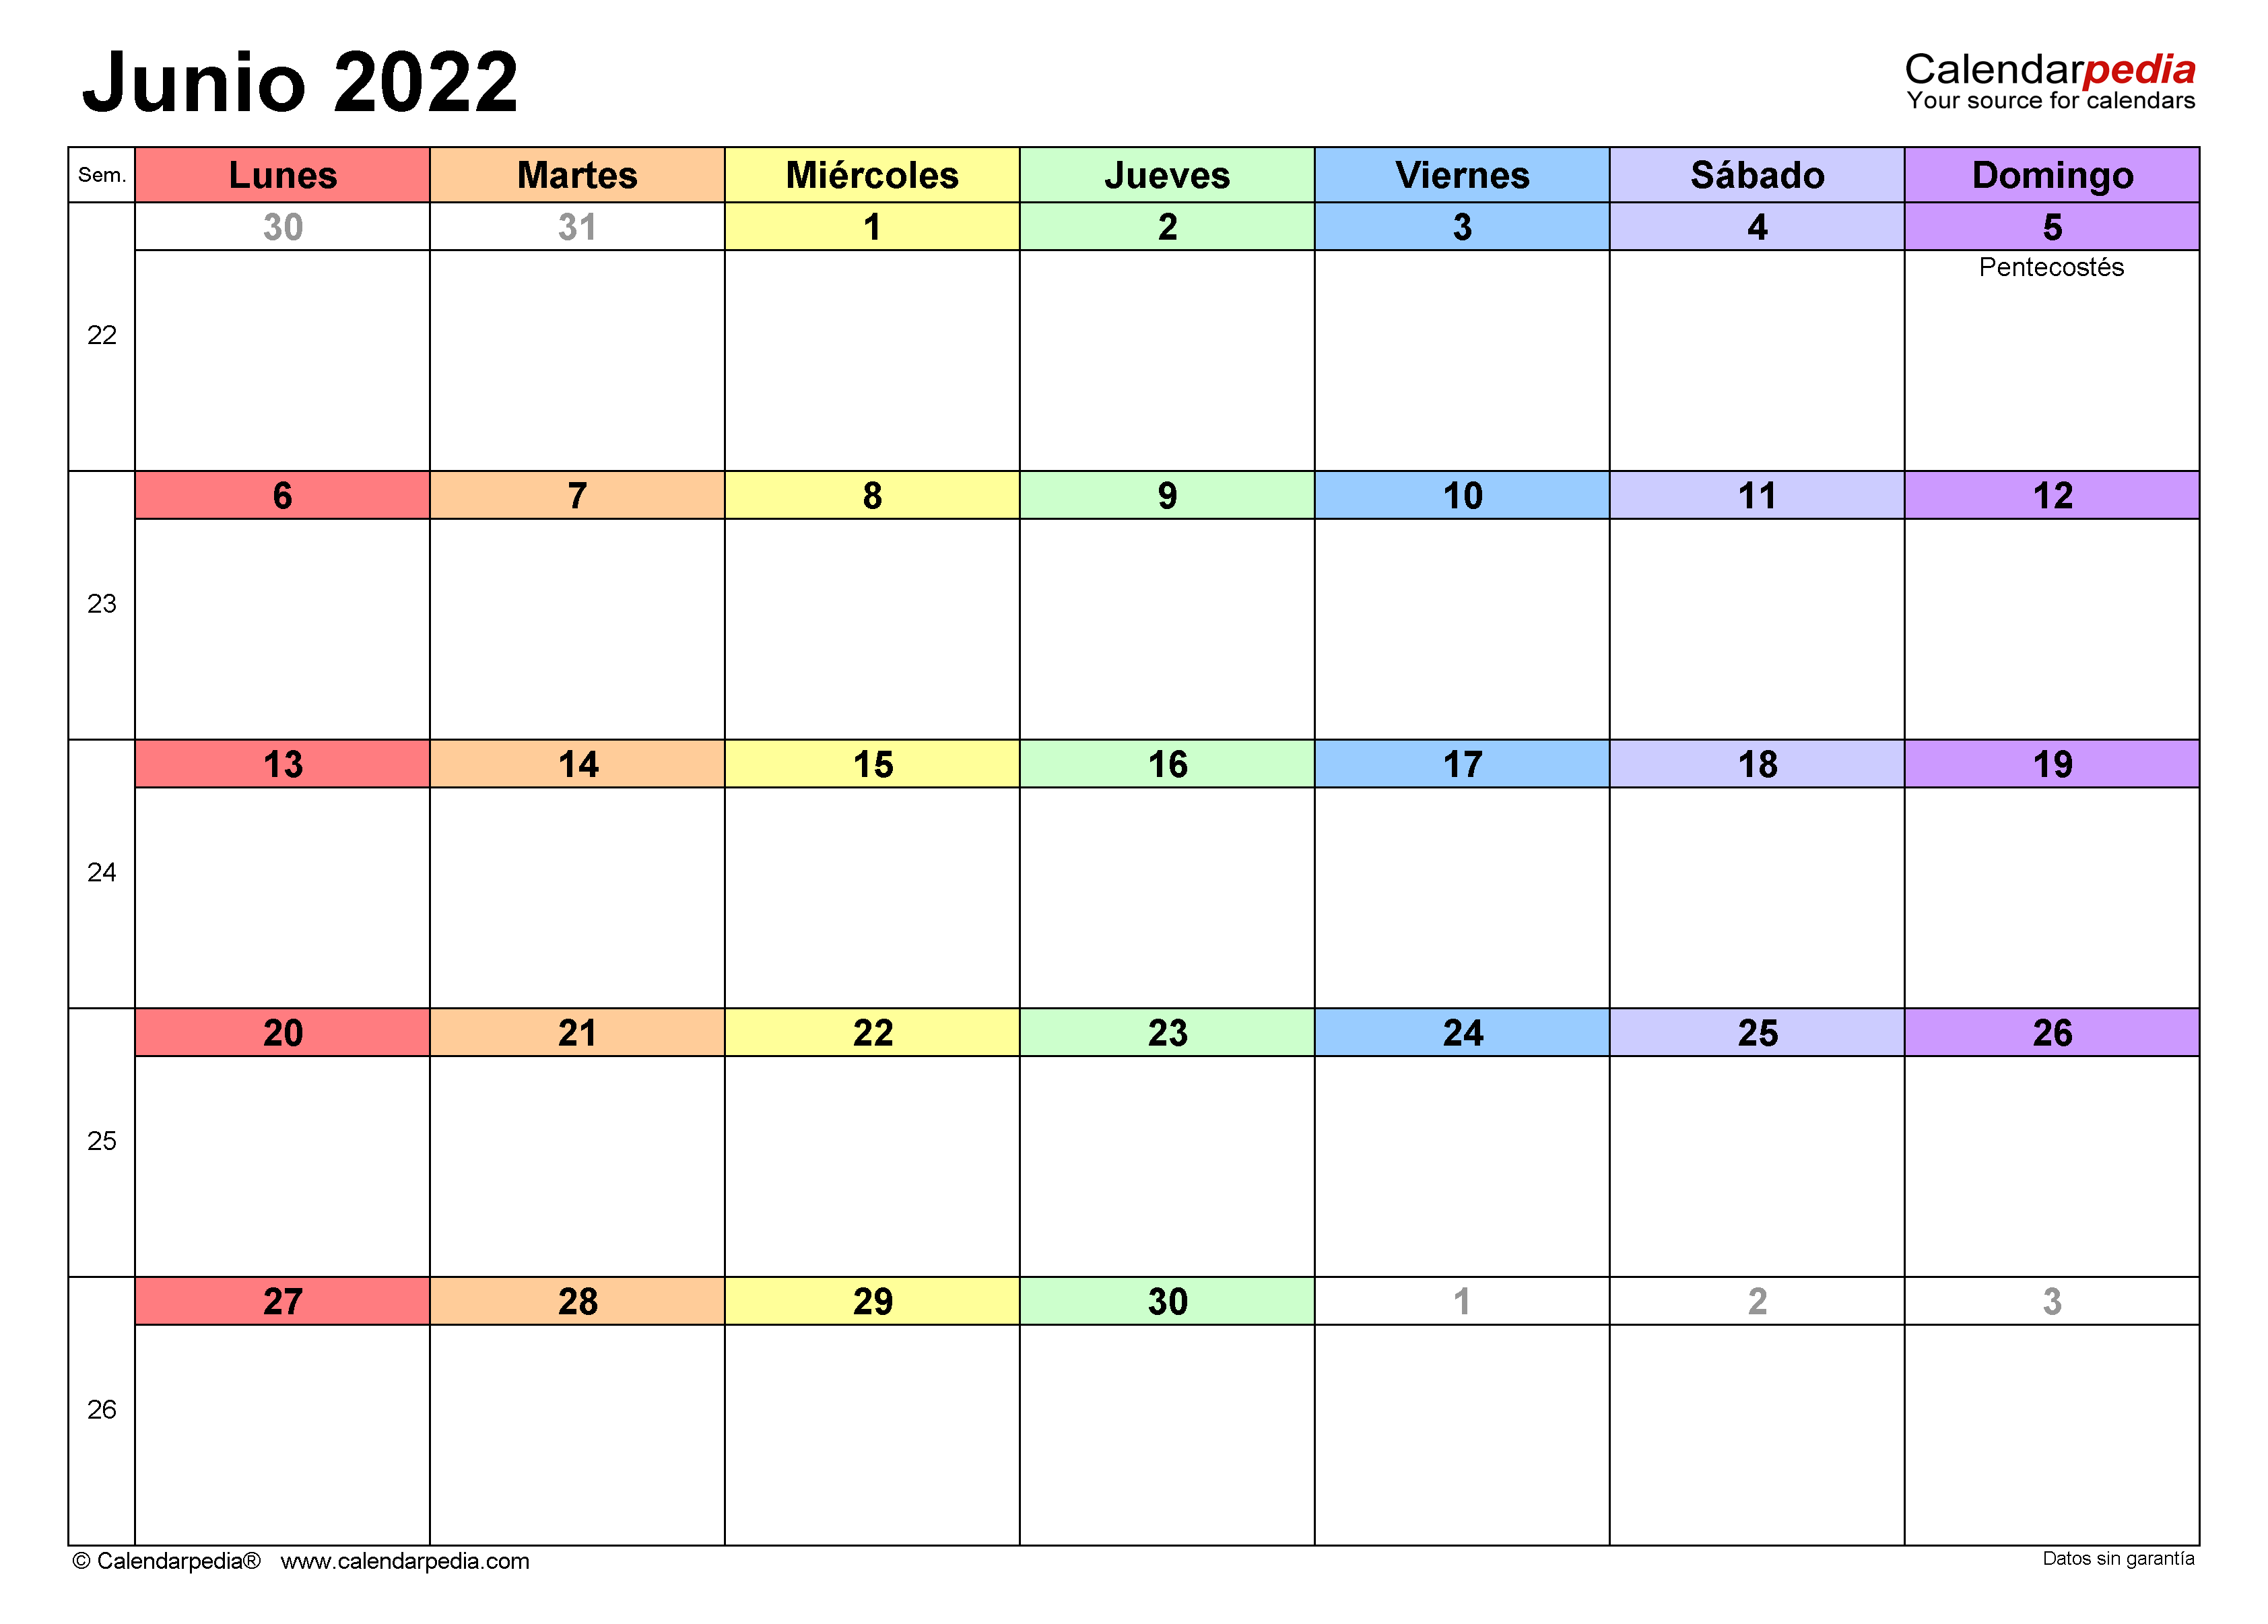 Junio 2022
Calendarpedia
Your source for calendars
Sem. Lunes Martes Miércoles Jueves Viernes Sábado Domingo
30 31 1 2 3 4 5
Pentecostés
22
6 7 8 9 10 11 12
23
13 14 15 16 17 18 19
24
20 21 22 23 24 25 26
25
27 28 29 30 1 2 3
26
© Calendarpedia® www.calendarpedia.com Datos sin garantía